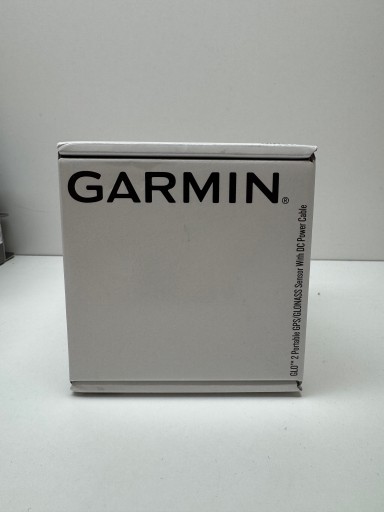 GARMIN®
GLO™ 2 Portable GPS/GLONASS Sensor With DC Power Cable